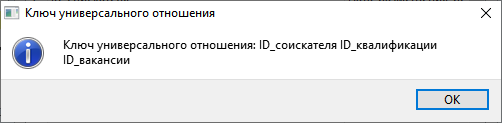 Ключ универсального отношения
Ключ универсального отношения: ID_соискателя ID_квалификации
ID_вакансии
OK